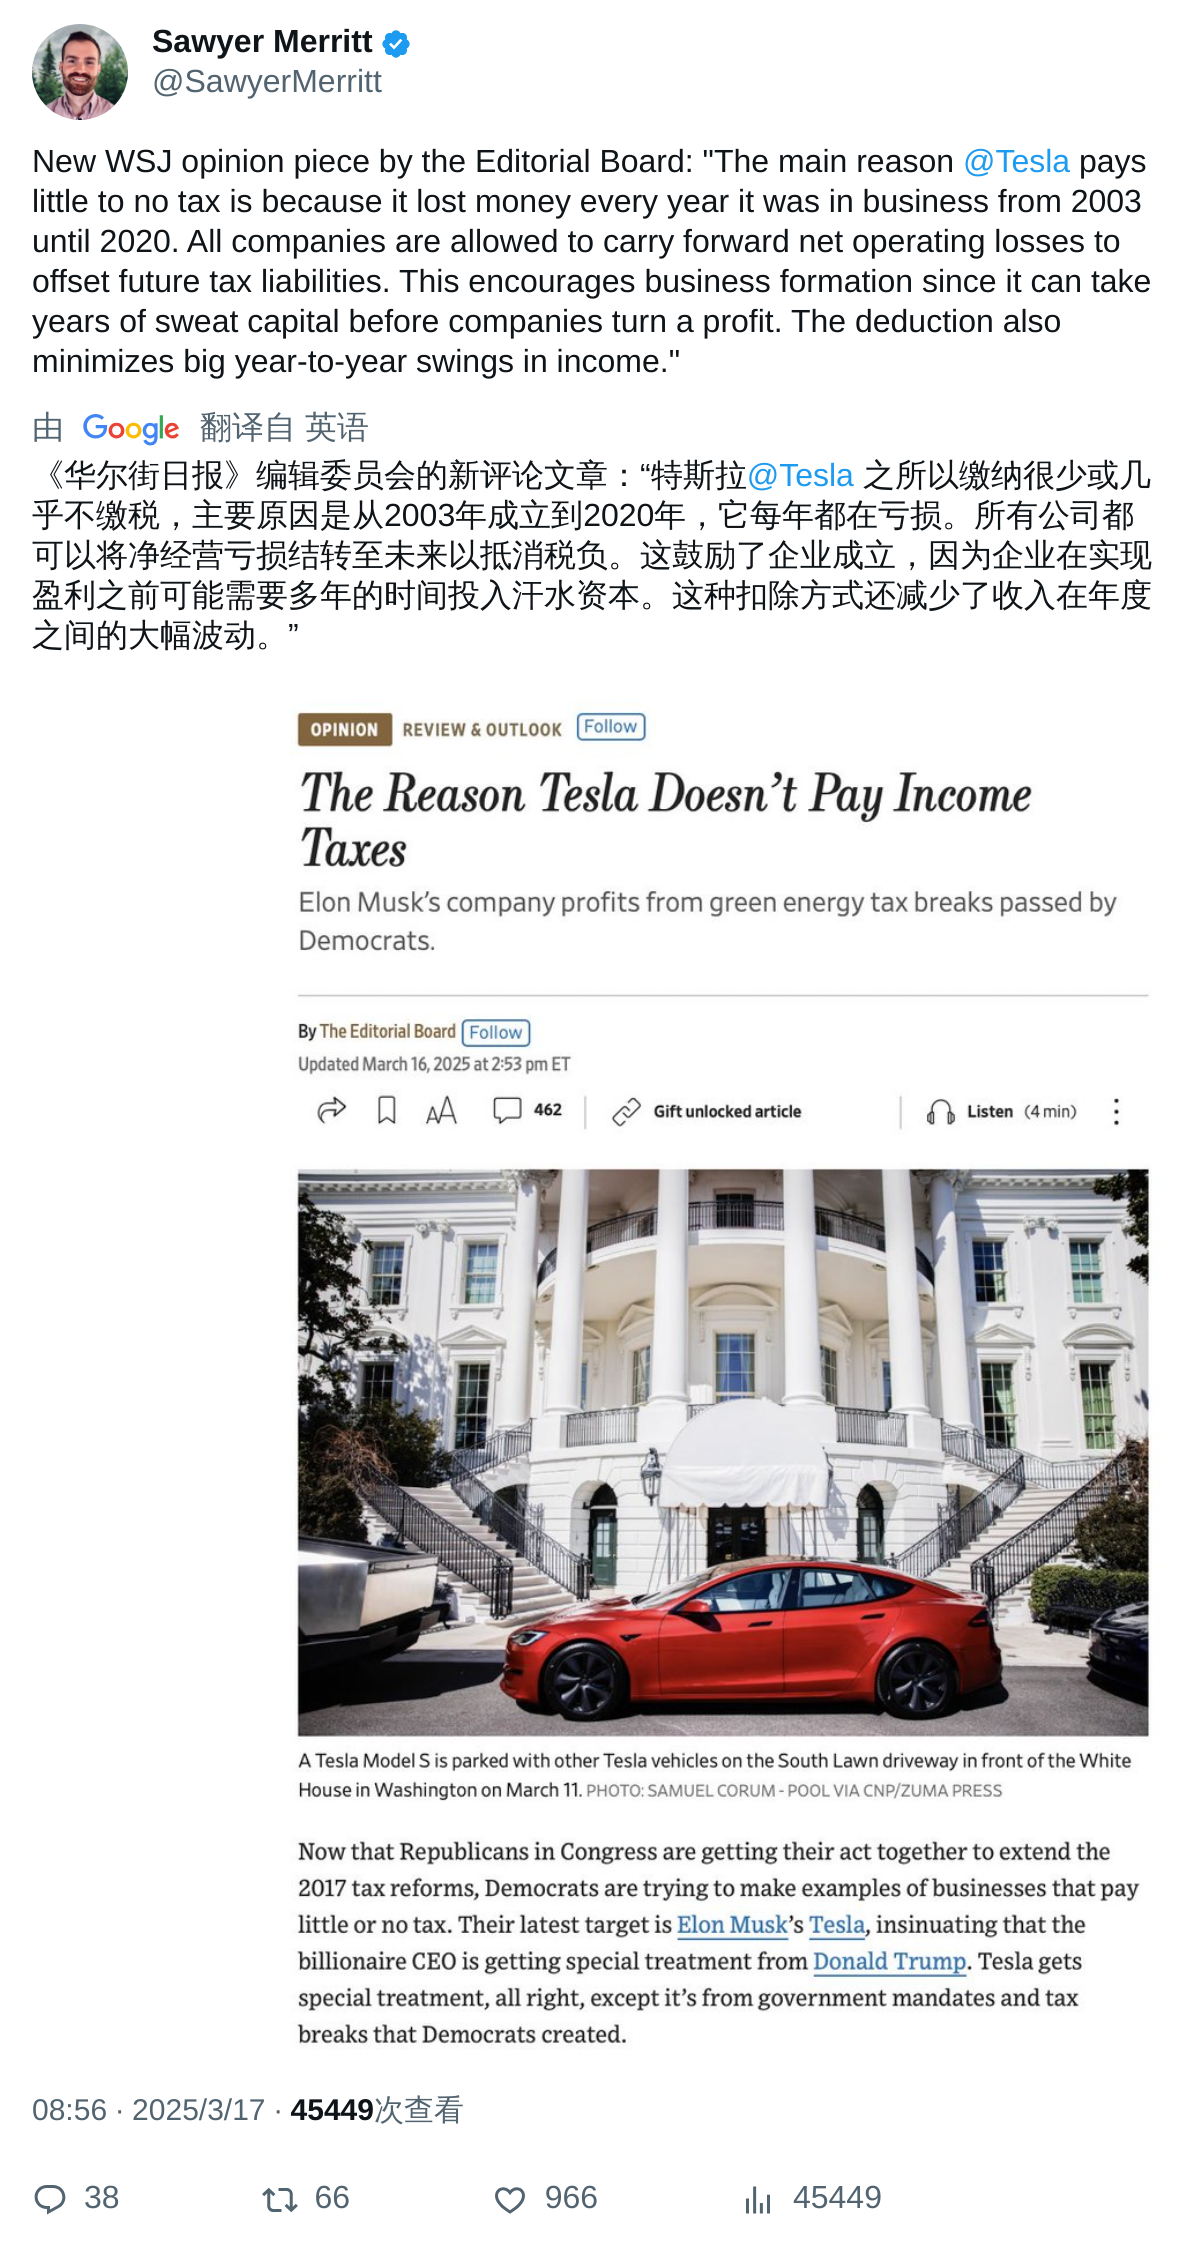 Sawyer Merritt
@SawyerMerritt
New WSJ opinion piece by the Editorial Board: "The main reason @Tesla pays
little to no tax is because it lost money every year it was in business from 2003
until 2020. All companies are allowed to carry forward net operating losses to
offset future tax liabilities. This encourages business formation since it can take
years of sweat capital before companies turn a profit. The deduction also
minimizes big year-to-year swings in income."
由 Google 翻译自 英语
《华尔街日报》编辑委员会的新评论文章：“特斯拉@Tesla 之所以缴纳很少或几
乎不缴税，主要原因是从2003年成立到2020年，它每年都在亏损。所有公司都
可以将净经营亏损结转至未来以抵消税负。这鼓励了企业成立，因为企业在实现
盈利之前可能需要多年的时间投入汗水资本。这种扣除方式还减少了收入在年度
之间的大幅波动。”
OPINION REVIEW & OUTLOOK Follow
The Reason Tesla Doesn’t Pay Income
Taxes
Elon Musk’s company profits from green energy tax breaks passed by
Democrats.
By The Editorial Board Follow
Updated March 16, 2025 at 2:53 pm ET
AA 462 Gift unlocked article Listen (4 min)
A Tesla Model S is parked with other Tesla vehicles on the South Lawn driveway in front of the White
House in Washington on March 11. PHOTO: SAMUEL CORUM - POOL VIA CNP/ZUMA PRESS
Now that Republicans in Congress are getting their act together to extend the
2017 tax reforms, Democrats are trying to make examples of businesses that pay
little or no tax. Their latest target is Elon Musk’s Tesla, insinuating that the
billionaire CEO is getting special treatment from Donald Trump. Tesla gets
special treatment, all right, except it’s from government mandates and tax
breaks that Democrats created.
08:56 · 2025/3/17 · 45449次查看
38 66 966 45449